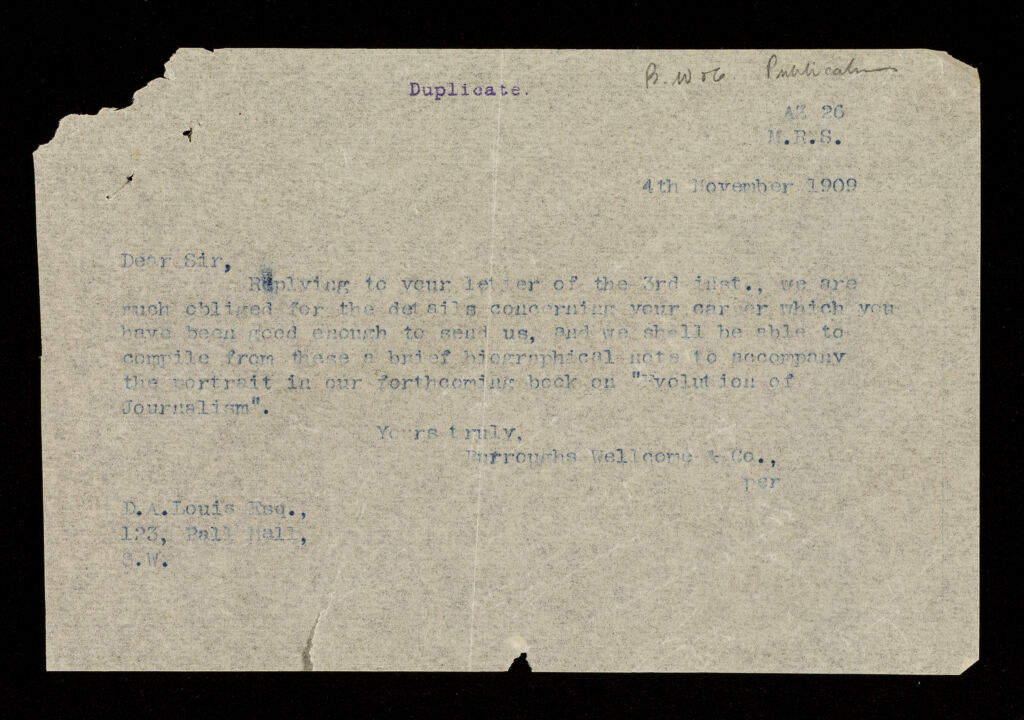 Duplicate.
B. W & Co. Publications
AZ 26
M.R.S.
4th November 1909
Dear Sir,
Replying to your letter of the 3rd inst., we are
much obliged for the details concerning your career which you
have been good enough to send us, and we shall be able to
compile from these a brief biographical note to accompany
the portrait in our forthcoming book on "Evolution of
Journalism".
Yours truly,
Burroughs Wellcome & Co.,
per
D.A.Louis Esq.,
123, Pall Mall,
S.W.